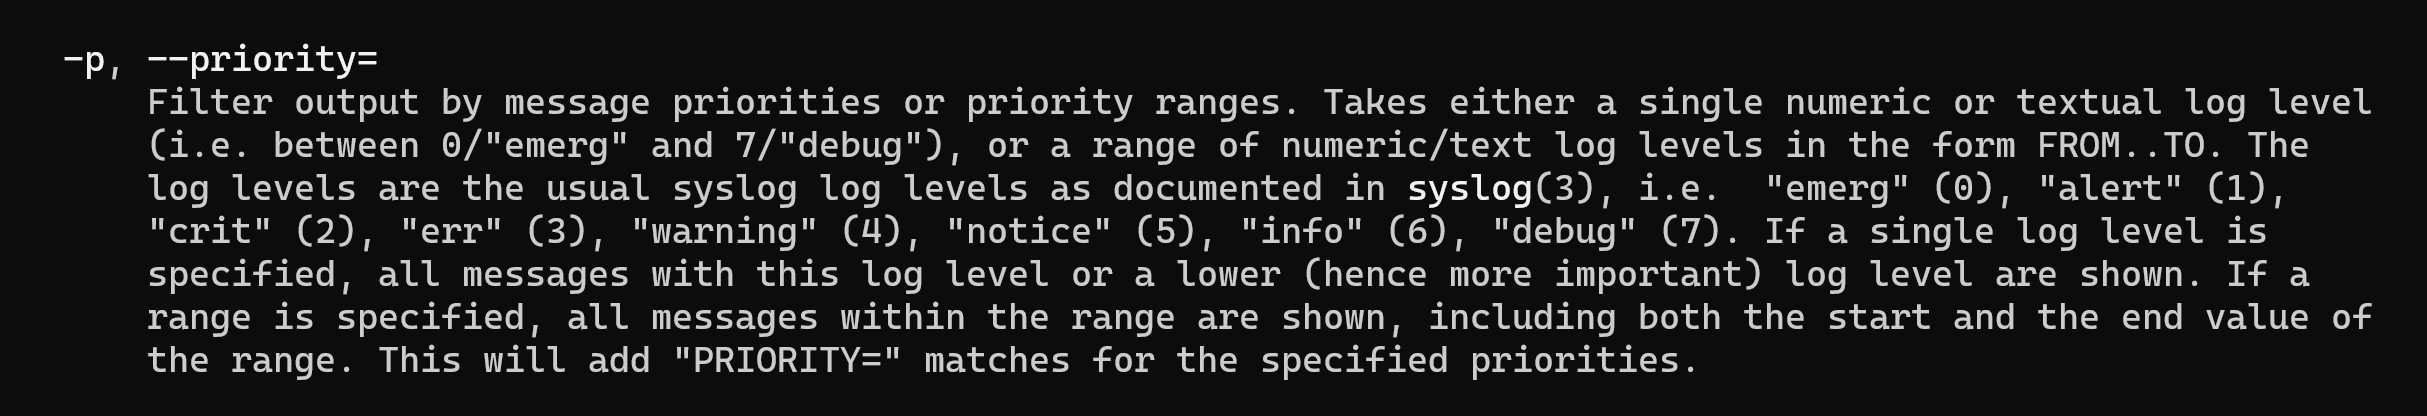 -p, --priority=
Filter output by message priorities or priority ranges. Takes either a single numeric or textual log level
(i.e. between 0/"emerg" and 7/"debug"), or a range of numeric/text log levels in the form FROM..TO. The
log levels are the usual syslog log levels as documented in syslog(3), i.e.  "emerg" (0), "alert" (1),
"crit" (2), "err" (3), "warning" (4), "notice" (5), "info" (6), "debug" (7). If a single log level is
specified, all messages with this log level or a lower (hence more important) log level are shown. If a
range is specified, all messages within the range are shown, including both the start and the end value of
the range. This will add "PRIORITY=" matches for the specified priorities.